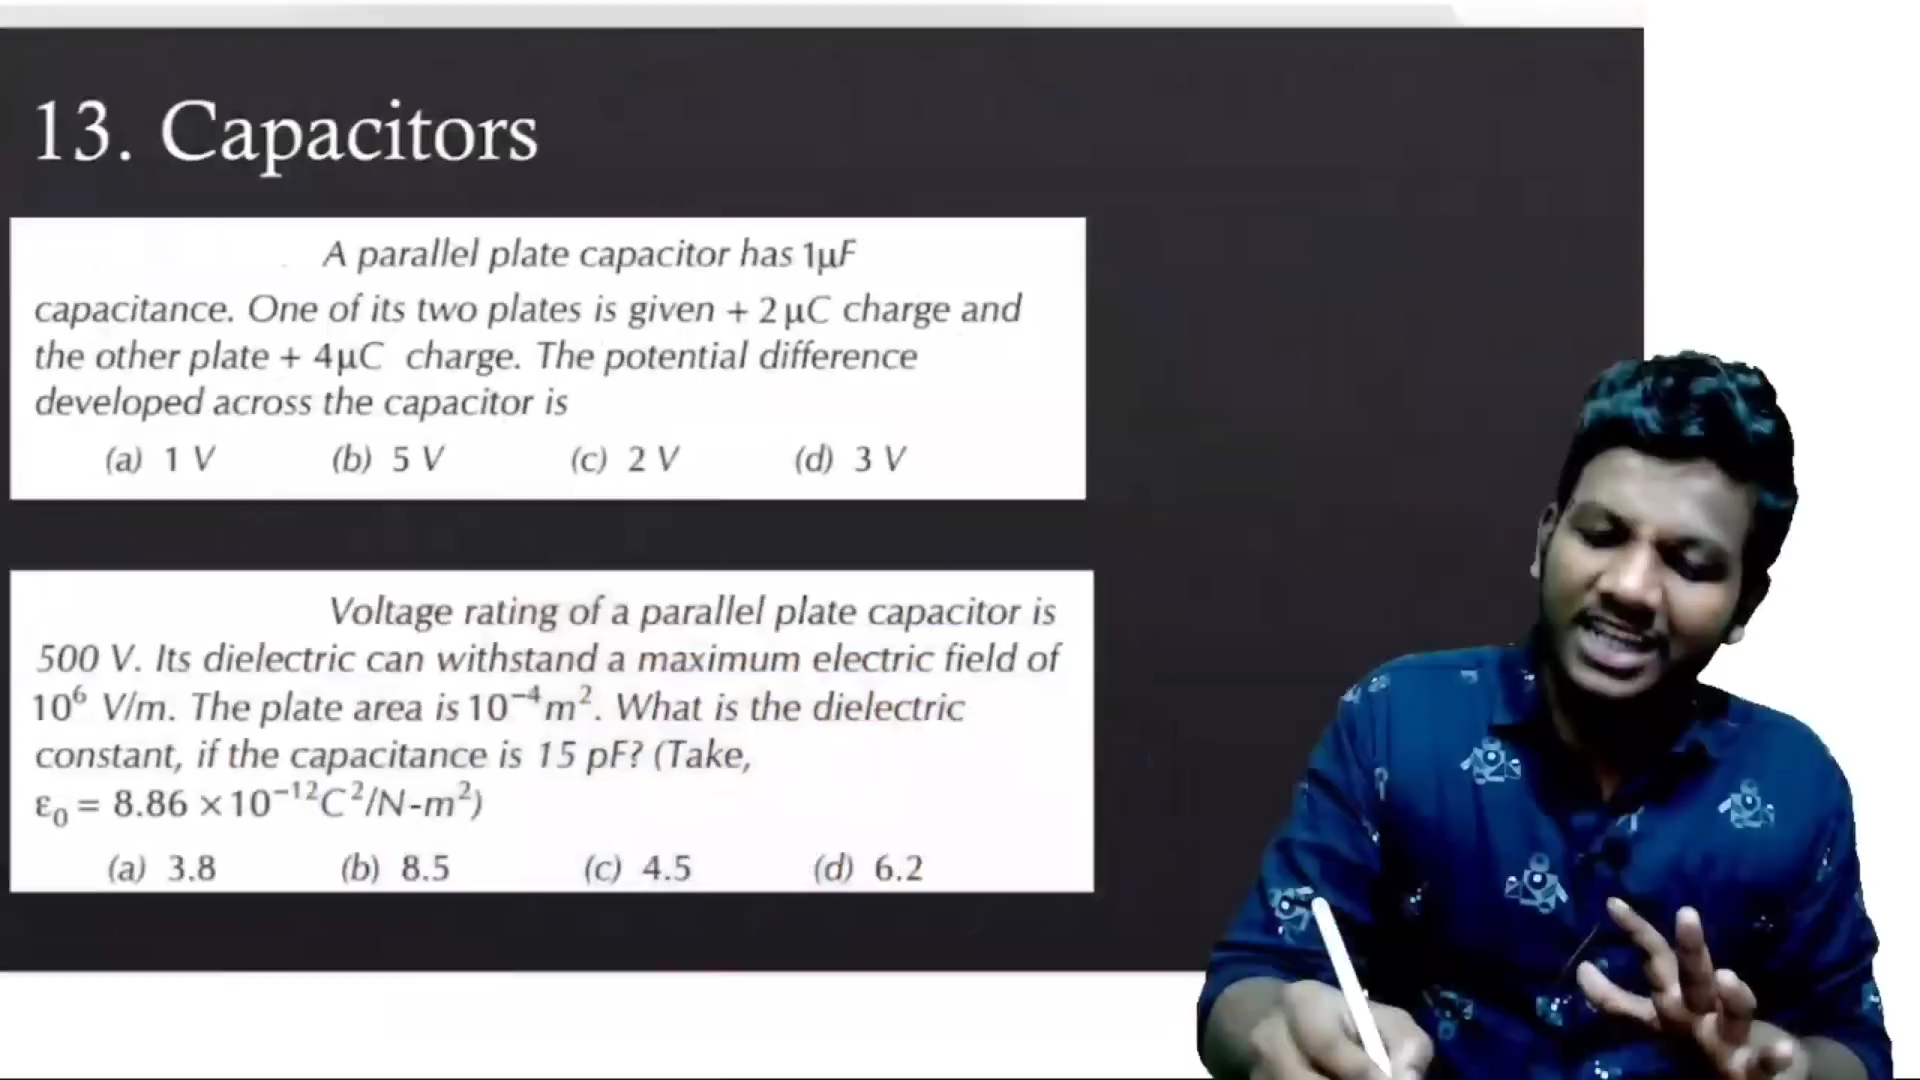 13. Capacitors
A parallel plate capacitor has 1μF
capacitance. One of its two plates is given + 2 μC charge and
the other plate + 4μC charge. The potential difference
developed across the capacitor is
(a) 1 V (b) 5 V (c) 2 V (d) 3 V
Voltage rating of a parallel plate capacitor is
500 V. Its dielectric can withstand a maximum electric field of
10⁶ V/m. The plate area is 10⁻⁴ m². What is the dielectric
constant, if the capacitance is 15 pF? (Take,
ε₀ = 8.86 × 10⁻¹²C²/N-m²)
(a) 3.8 (b) 8.5 (c) 4.5 (d) 6.2